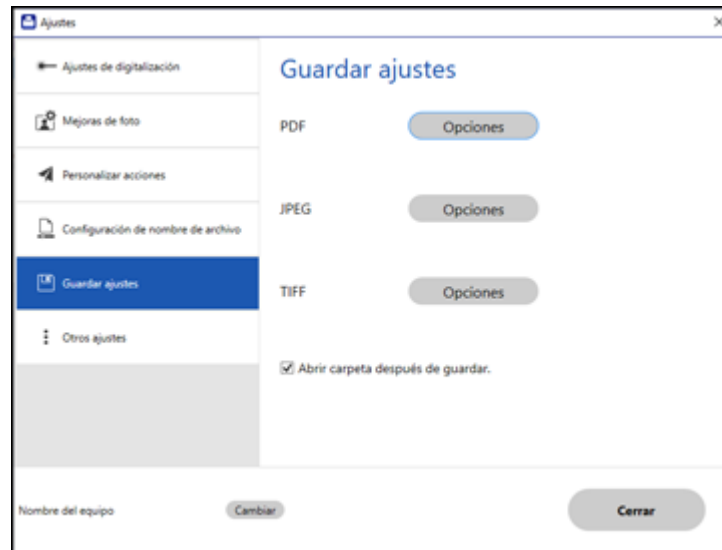 Ajustes
Ajustes de digitalización
Mejoras de foto
Personalizar acciones
Configuración de nombre de archivo
Guardar ajustes
Otros ajustes
Guardar ajustes
PDF Opciones
JPEG Opciones
TIFF Opciones
Abrir carpeta después de guardar.
Nombre del equipo Cambiar
Cerrar